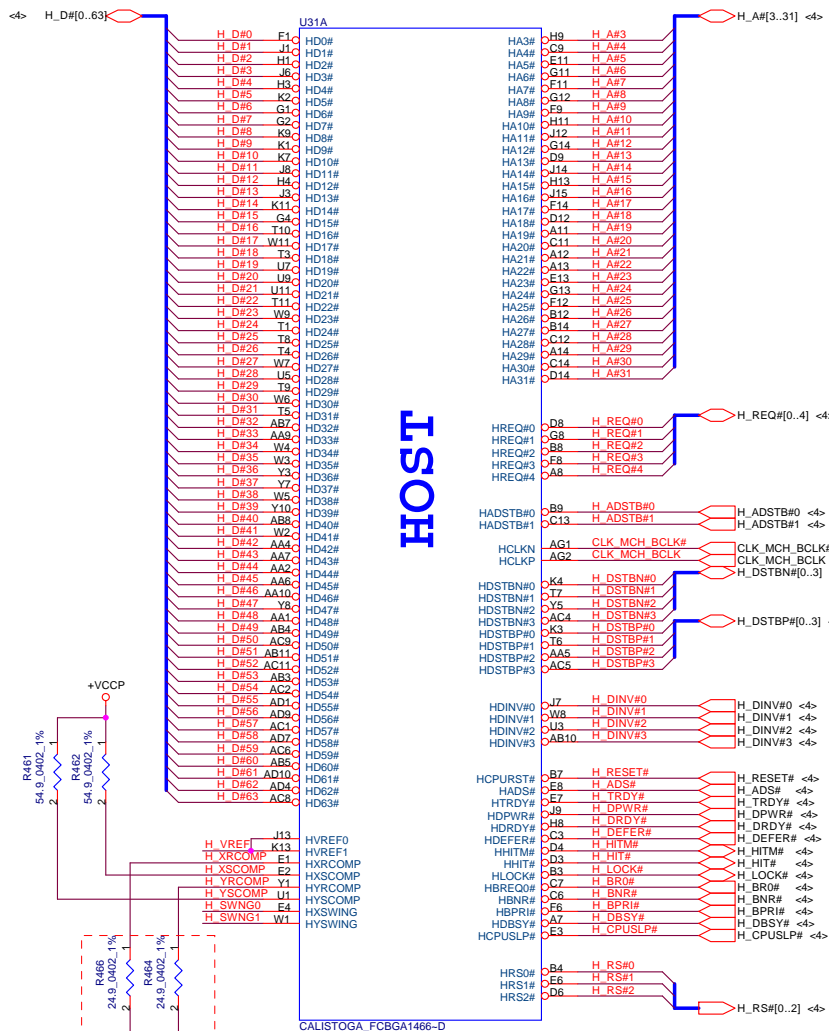 <4> H_D#[0..63]
U31A
H_D#0 F1 HD0#
H_D#1 J1 HD1#
H_D#2 H1 HD2#
H_D#3 J6 HD3#
H_D#4 H3 HD4#
H_D#5 K2 HD5#
H_D#6 G1 HD6#
H_D#7 G2 HD7#
H_D#8 K9 HD8#
H_D#9 K1 HD9#
H_D#10 K7 HD10#
H_D#11 J8 HD11#
H_D#12 H4 HD12#
H_D#13 J3 HD13#
H_D#14 K11 HD14#
H_D#15 G4 HD15#
H_D#16 T10 HD16#
H_D#17 W11 HD17#
H_D#18 T3 HD18#
H_D#19 U7 HD19#
H_D#20 U9 HD20#
H_D#21 U11 HD21#
H_D#22 T11 HD22#
H_D#23 W9 HD23#
H_D#24 T1 HD24#
H_D#25 T8 HD25#
H_D#26 T4 HD26#
H_D#27 W7 HD27#
H_D#28 U5 HD28#
H_D#29 T9 HD29#
H_D#30 W6 HD30#
H_D#31 T5 HD31#
H_D#32 AB7 HD32#
H_D#33 AA9 HD33#
H_D#34 W4 HD34#
H_D#35 W3 HD35#
H_D#36 Y3 HD36#
H_D#37 Y7 HD37#
H_D#38 W5 HD38#
H_D#39 Y10 HD39#
H_D#40 AB8 HD40#
H_D#41 W2 HD41#
H_D#42 AA4 HD42#
H_D#43 AA7 HD43#
H_D#44 AA2 HD44#
H_D#45 AA6 HD45#
H_D#46 AA10 HD46#
H_D#47 Y8 HD47#
H_D#48 AA1 HD48#
H_D#49 AB4 HD49#
H_D#50 AC9 HD50#
H_D#51 AB11 HD51#
H_D#52 AC11 HD52#
H_D#53 AB3 HD53#
H_D#54 AC2 HD54#
H_D#55 AD1 HD55#
H_D#56 AD9 HD56#
H_D#57 AC1 HD57#
H_D#58 AD7 HD58#
H_D#59 AC6 HD59#
H_D#60 AB5 HD60#
H_D#61 AD10 HD61#
H_D#62 AD4 HD62#
H_D#63 AC8 HD63#
+VCCP
R461
54.9_0402_1%
1
2
R462
54.9_0402_1%
1
2
J13 HVREF0
H_VREF K13 HVREF1
H_XRCOMP E1 HXRCOMP
H_XSCOMP E2 HXSCOMP
H_YRCOMP Y1 HYRCOMP
H_YSCOMP U1 HYSCOMP
H_SWNG0 E4 HXSWING
H_SWNG1 W1 HYSWING
R466
24.9_0402_1%
1
2
R464
24.9_0402_1%
1
2
HOST
H_A#[3..31] <4>
HA3# H9 H_A#3
HA4# C9 H_A#4
HA5# E11 H_A#5
HA6# G11 H_A#6
HA7# F11 H_A#7
HA8# G12 H_A#8
HA9# F9 H_A#9
HA10# H11 H_A#10
HA11# J12 H_A#11
HA12# G14 H_A#12
HA13# D9 H_A#13
HA14# J14 H_A#14
HA15# H13 H_A#15
HA16# J15 H_A#16
HA17# F14 H_A#17
HA18# D12 H_A#18
HA19# A11 H_A#19
HA20# C11 H_A#20
HA21# A12 H_A#21
HA22# A13 H_A#22
HA23# E13 H_A#23
HA24# G13 H_A#24
HA25# F12 H_A#25
HA26# B12 H_A#26
HA27# B14 H_A#27
HA28# C12 H_A#28
HA29# A14 H_A#29
HA30# C14 H_A#30
HA31# D14 H_A#31
HREQ#0 D8 H_REQ#0 H_REQ#[0..4] <4>
HREQ#1 G8 H_REQ#1
HREQ#2 B8 H_REQ#2
HREQ#3 F8 H_REQ#3
HREQ#4 A8 H_REQ#4
HADSTB#0 B9 H_ADSTB#0 H_ADSTB#0 <4>
HADSTB#1 C13 H_ADSTB#1 H_ADSTB#1 <4>
HCLKN AG1 CLK_MCH_BCLK# CLK_MCH_BCLK#
HCLKP AG2 CLK_MCH_BCLK CLK_MCH_BCLK
H_DSTBN#[0..3]
HDSTBN#0 K4 H_DSTBN#0
HDSTBN#1 T7 H_DSTBN#1
HDSTBN#2 Y5 H_DSTBN#2
HDSTBN#3 AC4 H_DSTBN#3
H_DSTBP#[0..3]
HDSTBP#0 K3 H_DSTBP#0
HDSTBP#1 T6 H_DSTBP#1
HDSTBP#2 AA5 H_DSTBP#2
HDSTBP#3 AC5 H_DSTBP#3
HDINV#0 J7 H_DINV#0 H_DINV#0 <4>
HDINV#1 W8 H_DINV#1 H_DINV#1 <4>
HDINV#2 U3 H_DINV#2 H_DINV#2 <4>
HDINV#3 AB10 H_DINV#3 H_DINV#3 <4>
HCPURST# B7 H_RESET# H_RESET# <4>
HADS# E8 H_ADS# H_ADS# <4>
HTRDY# E7 H_TRDY# H_TRDY# <4>
HDPWR# J9 H_DPWR# H_DPWR# <4>
HDRDY# H8 H_DRDY# H_DRDY# <4>
HDEFER# C3 H_DEFER# H_DEFER# <4>
HHITM# D4 H_HITM# H_HITM# <4>
HHIT# D3 H_HIT# H_HIT# <4>
HLOCK# B3 H_LOCK# H_LOCK# <4>
HBREQ0# C7 H_BR0# H_BR0# <4>
HBNR# C6 H_BNR# H_BNR# <4>
HBPRI# F6 H_BPRI# H_BPRI# <4>
HDBSY# A7 H_DBSY# H_DBSY# <4>
HCPUSLP# E3 H_CPUSLP# H_CPUSLP# <4>
HRS0# B4 H_RS#0
HRS1# E6 H_RS#1
HRS2# D6 H_RS#2
H_RS#[0..2] <4>
CALISTOGA_FCBGA1466~D